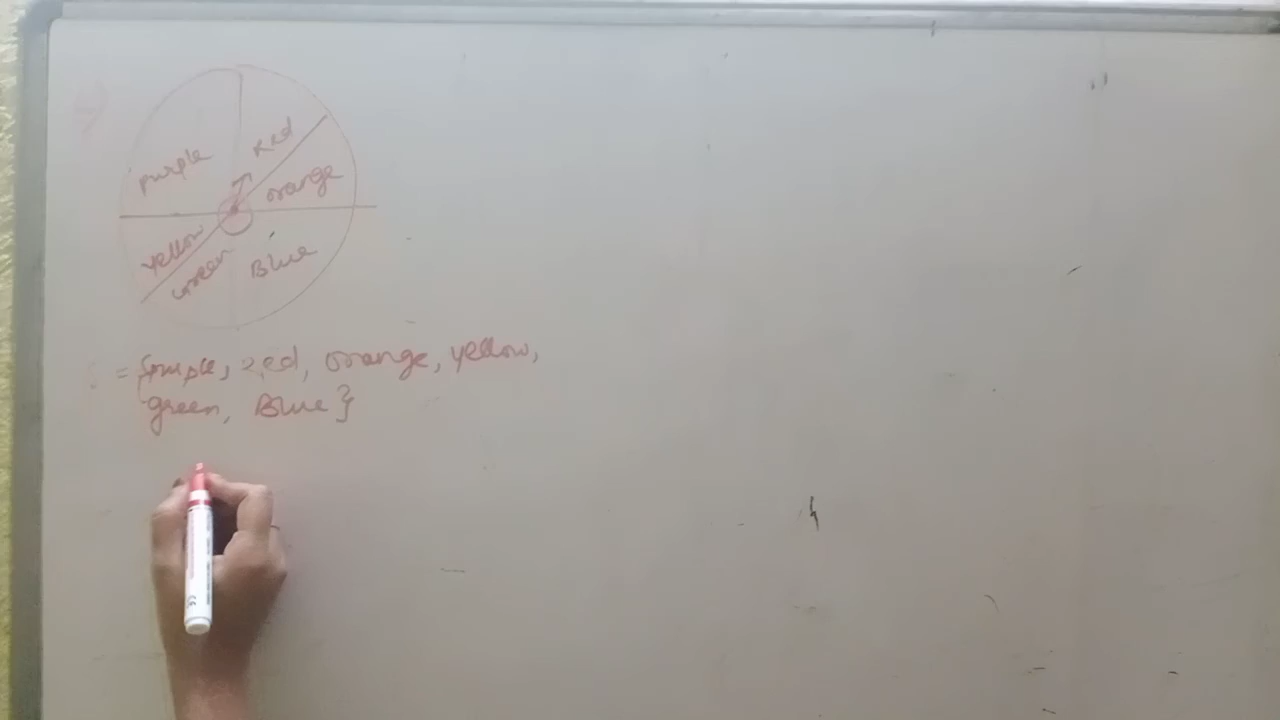 Red
purple
orange
yellow
green
Blue
= {purple, Red, orange, yellow,
green, Blue }